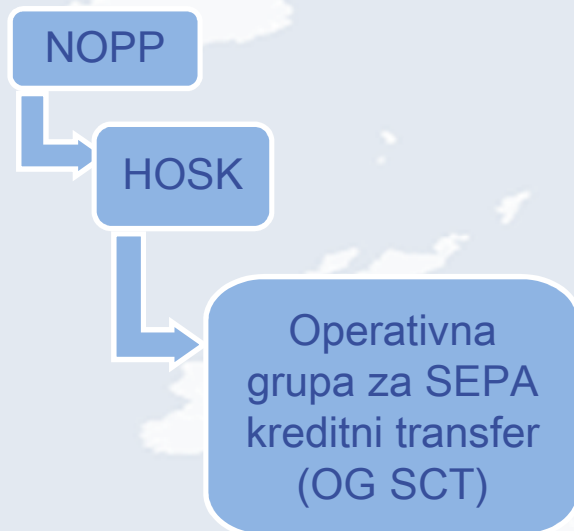 NOPP
HOSK
Operativna
grupa za SEPA
kreditni transfer
(OG SCT)